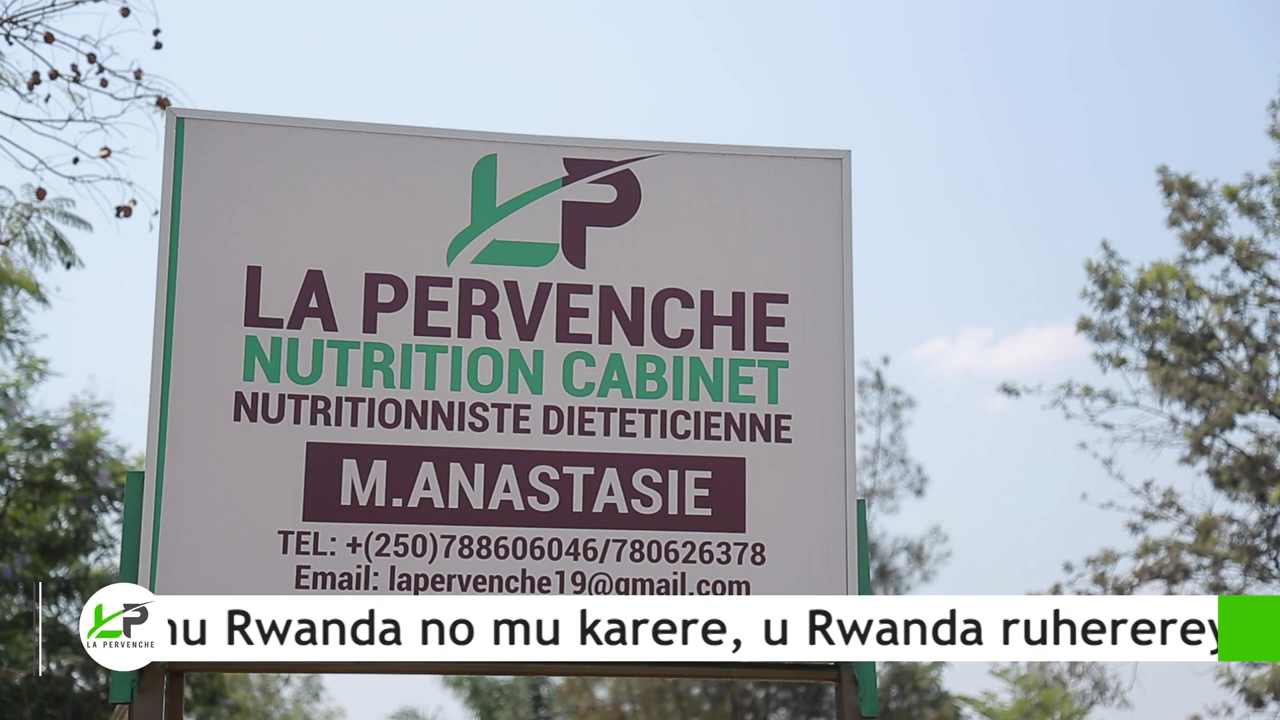 LP
LA PERVENCHE
NUTRITION CABINET
NUTRITIONNISTE DIETETICIENNE
M.ANASTASIE
TEL: +(250)788606046/780626378
Email: lapervenche19@gmail.com
LP
LA PERVENCHE
Rwanda no mu karere, u Rwanda